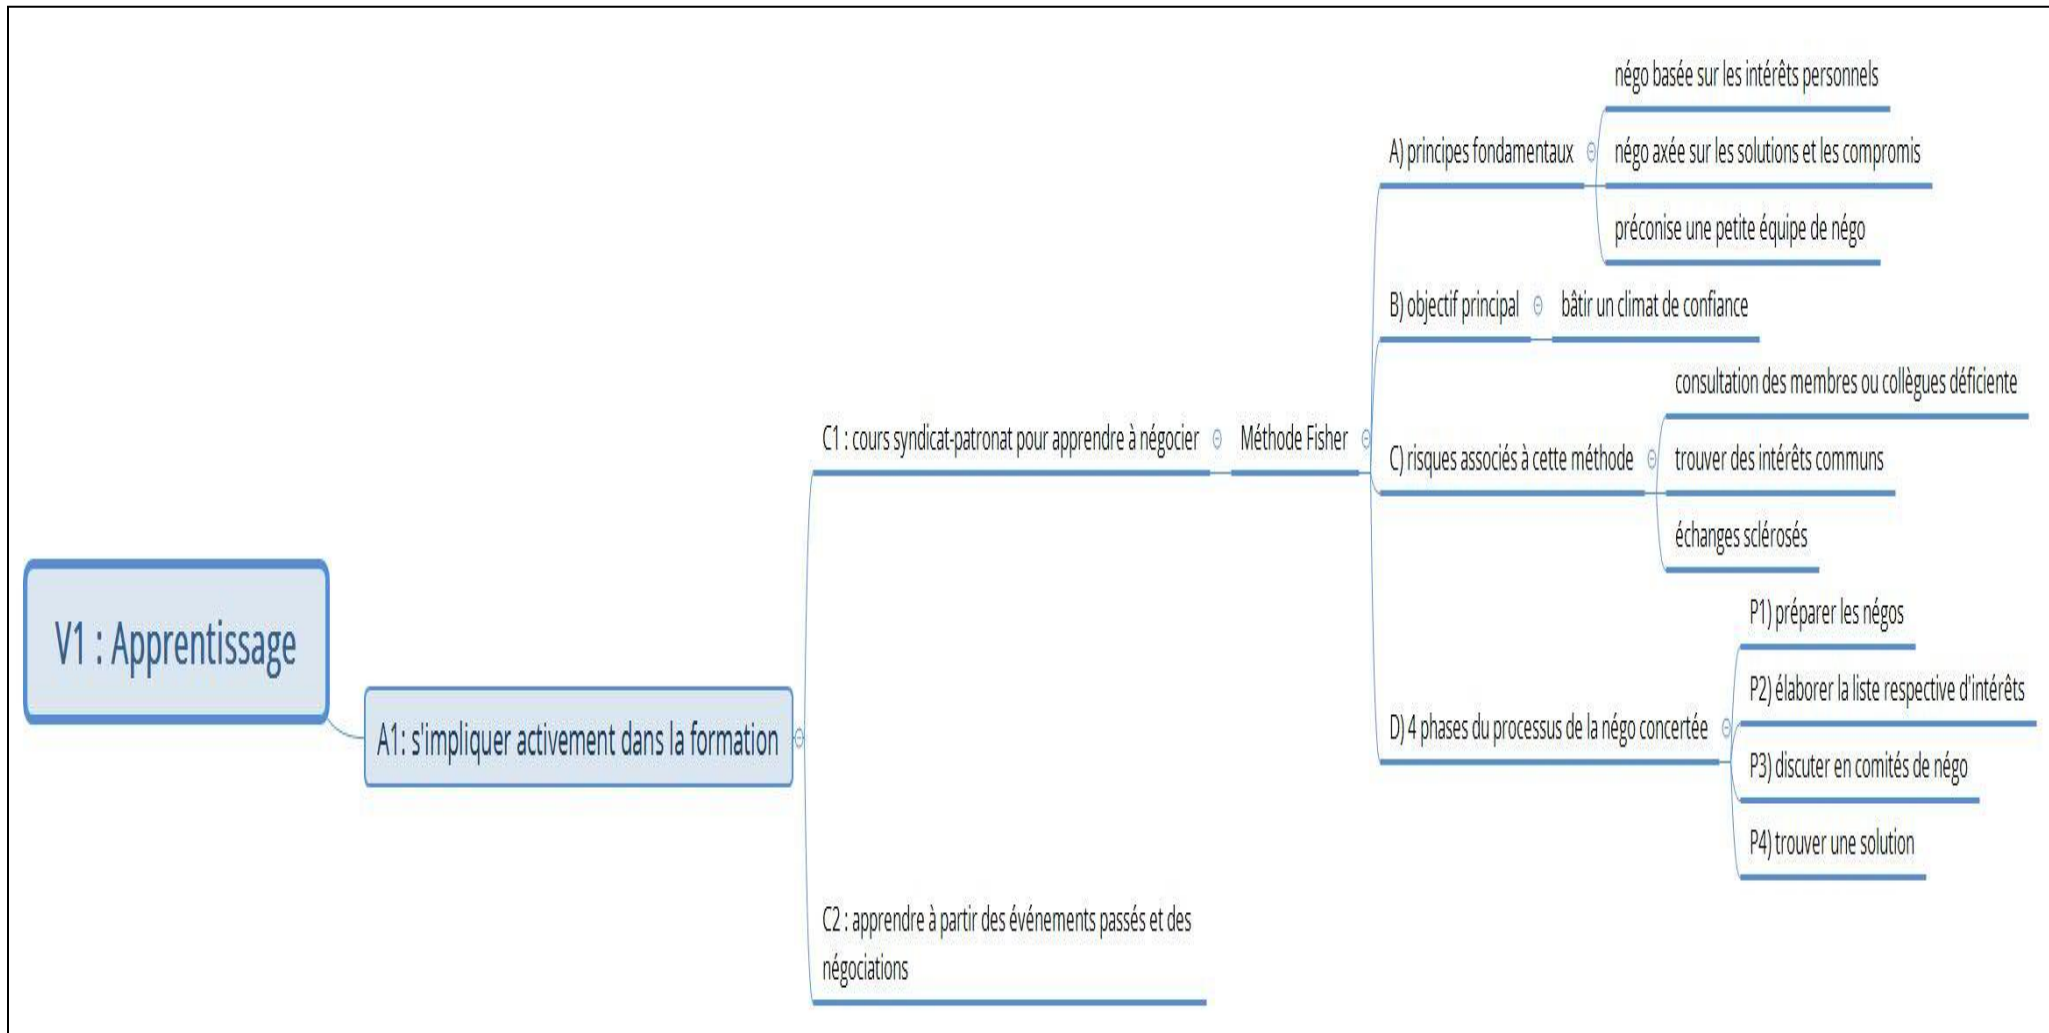 V1 : Apprentissage
A1: s'impliquer activement dans la formation
C1 : cours syndicat-patronat pour apprendre à négocier
Méthode Fisher
A) principes fondamentaux
négo basée sur les intérêts personnels
négo axée sur les solutions et les compromis
préconise une petite équipe de négo
B) objectif principal
bâtir un climat de confiance
C) risques associés à cette méthode
consultation des membres ou collègues déficiente
trouver des intérêts communs
échanges sclérosés
D) 4 phases du processus de la négo concertée
P1) préparer les négos
P2) élaborer la liste respective d'intérêts
P3) discuter en comités de négo
P4) trouver une solution
C2 : apprendre à partir des événements passés et des
négociations